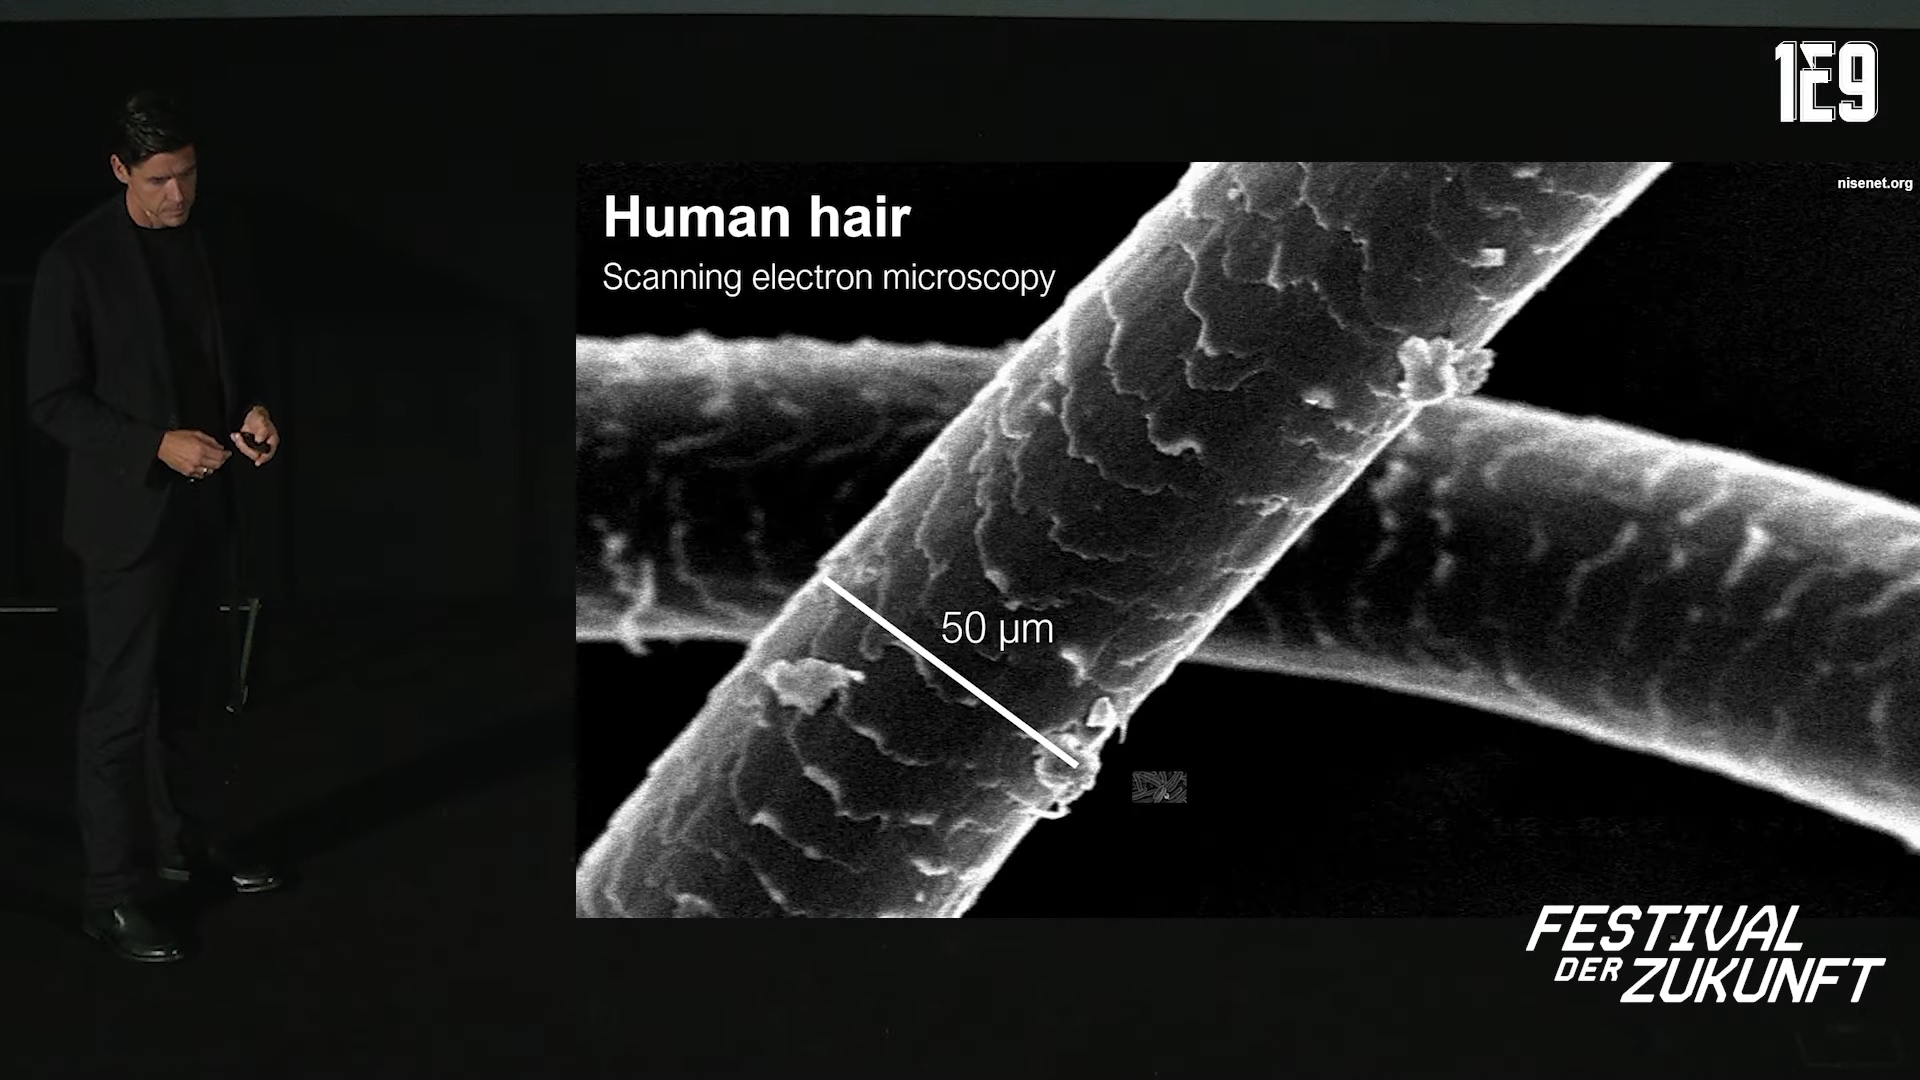 1E9
nisenet.org
Human hair
Scanning electron microscopy
50 µm
FESTIVAL
DER ZUKUNFT